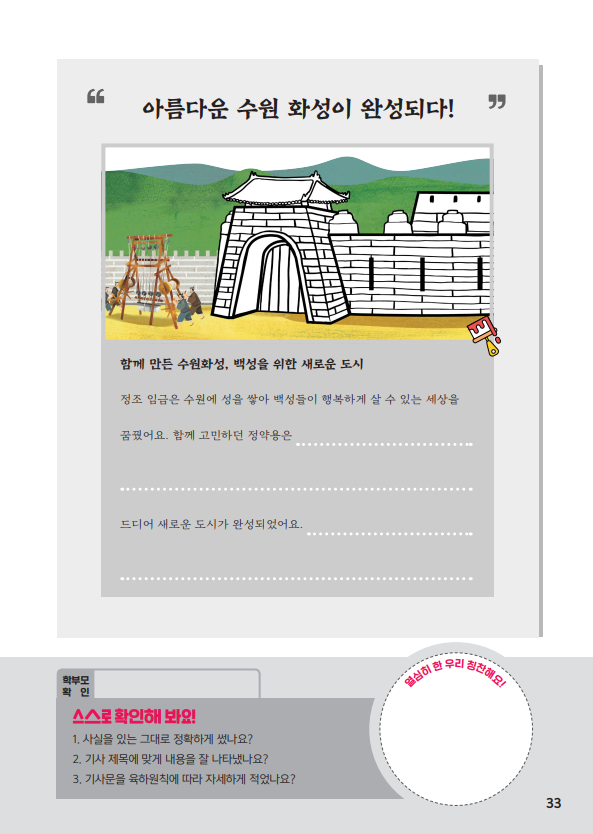 “ 아름다운 수원 화성이 완성되다! ”
함께 만든 수원화성, 백성을 위한 새로운 도시
정조 임금은 수원에 성을 쌓아 백성들이 행복하게 살 수 있는 세상을
꿈꿨어요. 함께 고민하던 정약용은
드디어 새로운 도시가 완성되었어요.
열심히 한 우리 칭찬해요!
학부모
확 인
스스로 확인해 봐요!
1. 사실을 있는 그대로 정확하게 썼나요?
2. 기사 제목에 맞게 내용을 잘 나타냈나요?
3. 기사문을 육하원칙에 따라 자세하게 적었나요?
33